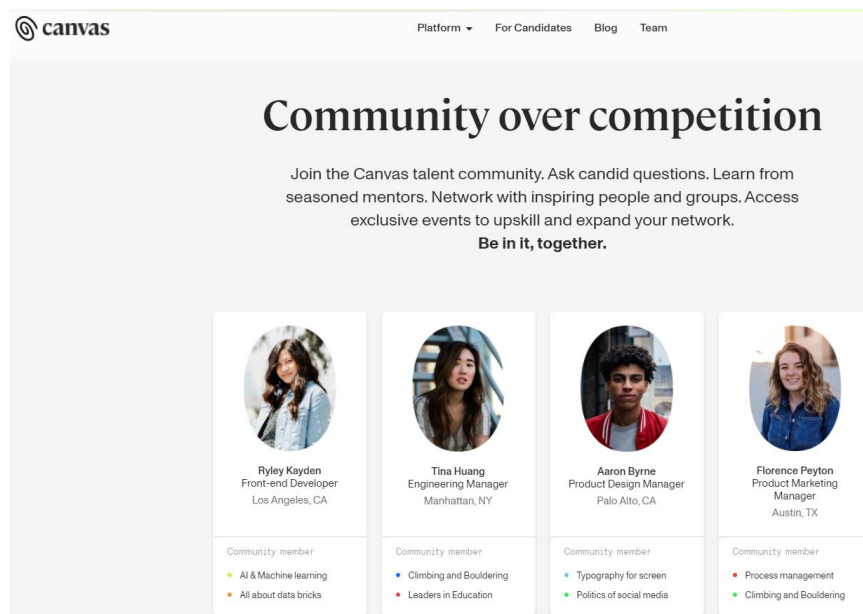 canvas
Platform For Candidates Blog Team
Community over competition
Join the Canvas talent community. Ask candid questions. Learn from
seasoned mentors. Network with inspiring people and groups. Access
exclusive events to upskill and expand your network.
Be in it, together.
Ryley Kayden
Front-end Developer
Los Angeles, CA
Community member
AI & Machine learning
All about data bricks
Tina Huang
Engineering Manager
Manhattan, NY
Community member
Climbing and Bouldering
Leaders in Education
Aaron Byrne
Product Design Manager
Palo Alto, CA
Community member
Typography for screen
Politics of social media
Florence Peyton
Product Marketing
Manager
Austin, TX
Community member
Process management
Climbing and Bouldering